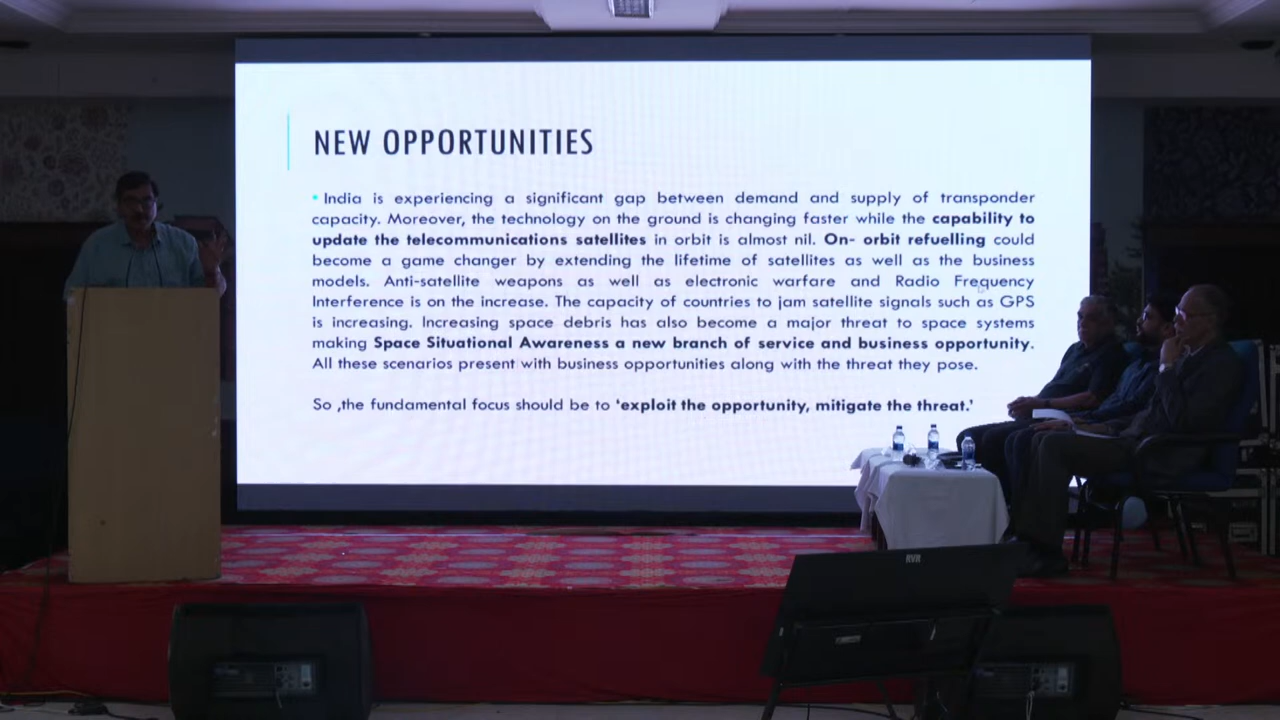 NEW OPPORTUNITIES
• India is experiencing a significant gap between demand and supply of transponder
capacity. Moreover, the technology on the ground is changing faster while the capability to
update the telecommunications satellites in orbit is almost nil. On- orbit refuelling could
become a game changer by extending the lifetime of satellites as well as the business
models. Anti-satellite weapons as well as electronic warfare and Radio Frequency
Interference is on the increase. The capacity of countries to jam satellite signals such as GPS
is increasing. Increasing space debris has also become a major threat to space systems
making Space Situational Awareness a new branch of service and business opportunity.
All these scenarios present with business opportunities along with the threat they pose.
So ,the fundamental focus should be to ‘exploit the opportunity, mitigate the threat.’
RVR